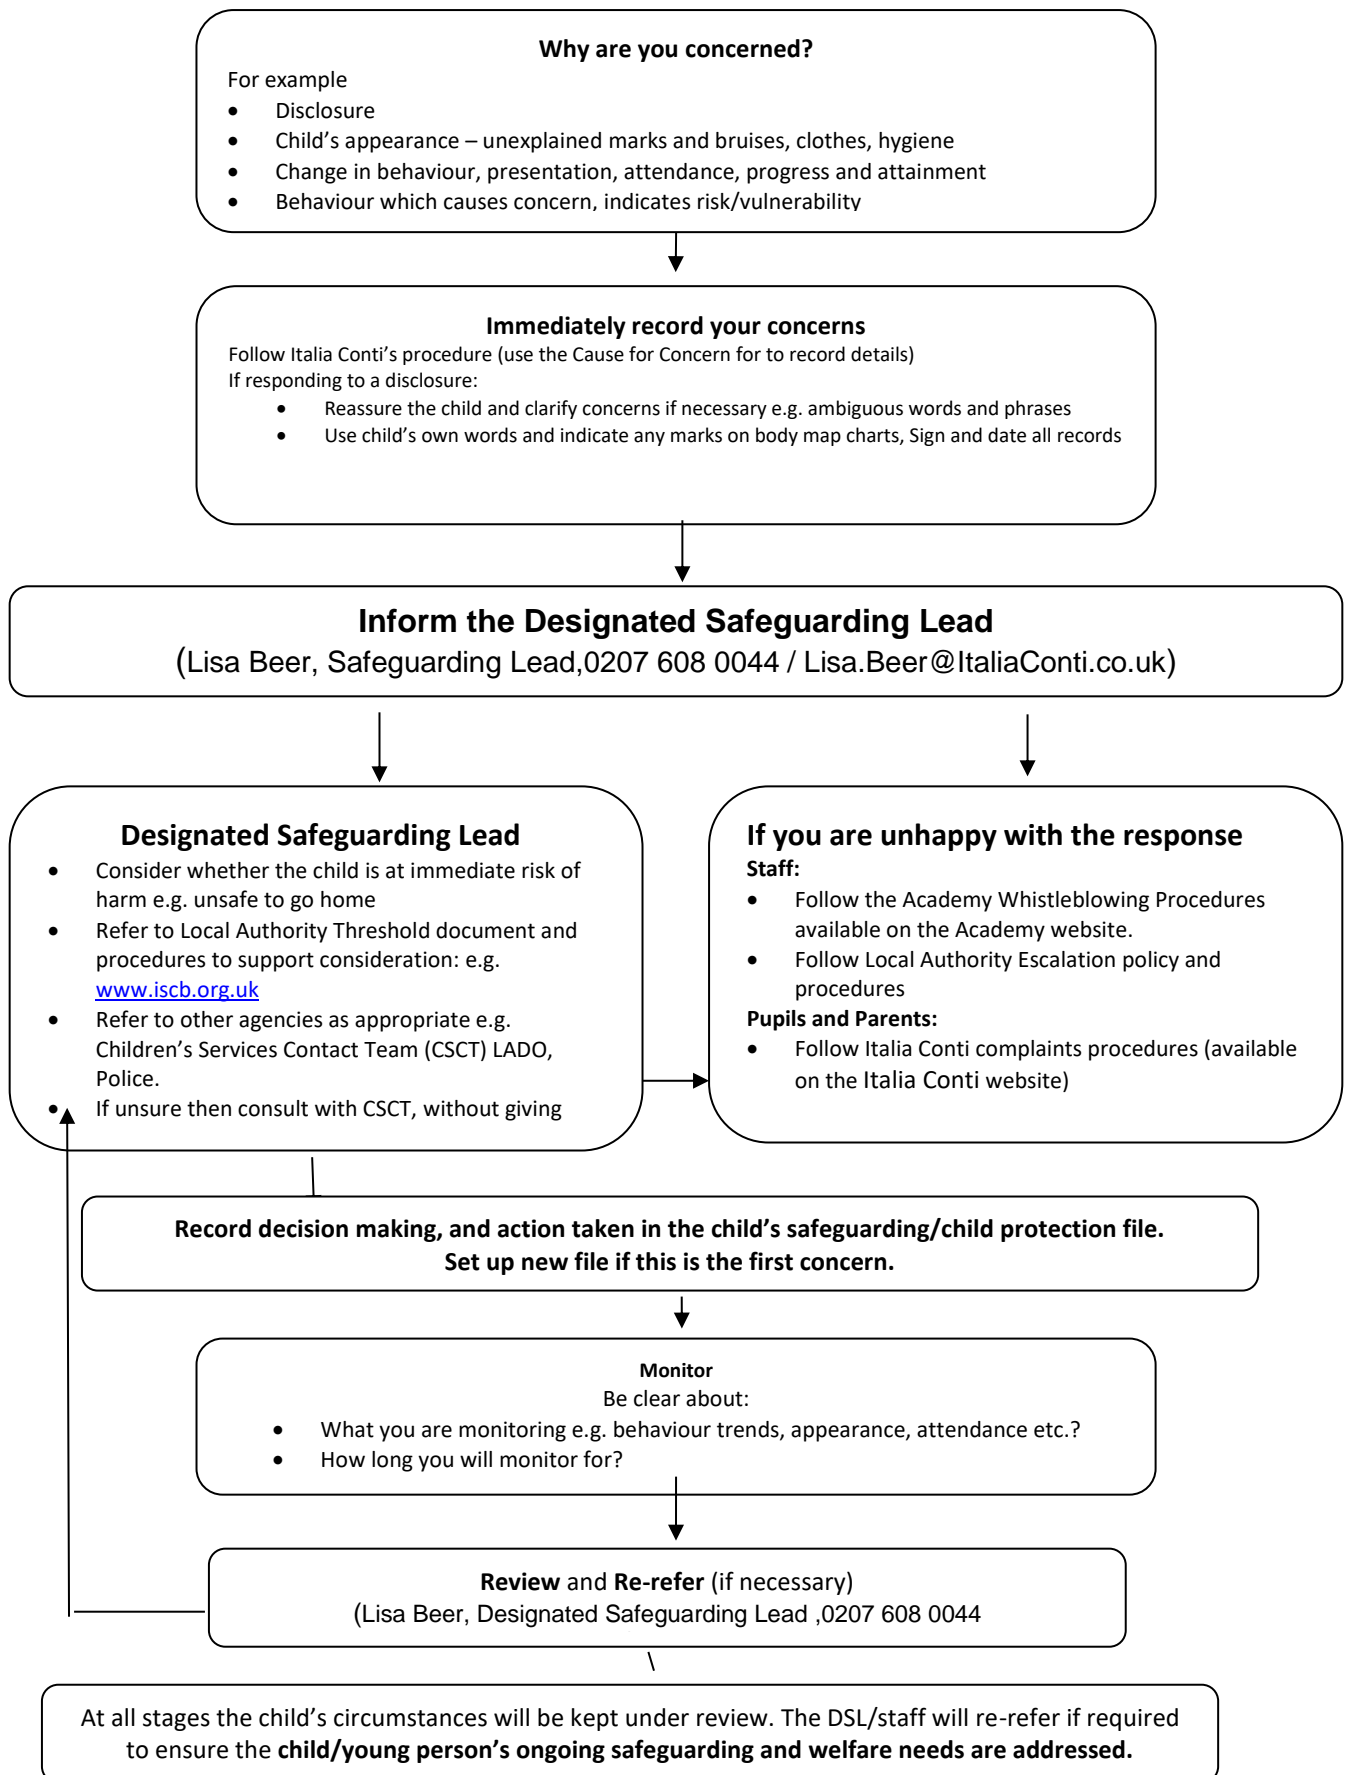 Why are you concerned?
For example
• Disclosure
• Child's appearance – unexplained marks and bruises, clothes, hygiene
• Change in behaviour, presentation, attendance, progress and attainment
• Behaviour which causes concern, indicates risk/vulnerability
Immediately record your concerns
Follow Italia Conti's procedure (use the Cause for Concern for to record details)
If responding to a disclosure:
• Reassure the child and clarify concerns if necessary e.g. ambiguous words and phrases
• Use child's own words and indicate any marks on body map charts, Sign and date all records
Inform the Designated Safeguarding Lead
(Lisa Beer, Safeguarding Lead,0207 608 0044 / Lisa.Beer@ItaliaConti.co.uk)
Designated Safeguarding Lead
• Consider whether the child is at immediate risk of
harm e.g. unsafe to go home
• Refer to Local Authority Threshold document and
procedures to support consideration: e.g.
www.iscb.org.uk
• Refer to other agencies as appropriate e.g.
Children's Services Contact Team (CSCT) LADO,
Police.
• If unsure then consult with CSCT, without giving
If you are unhappy with the response
Staff:
• Follow the Academy Whistleblowing Procedures
available on the Academy website.
• Follow Local Authority Escalation policy and
procedures
Pupils and Parents:
• Follow Italia Conti complaints procedures (available
on the Italia Conti website)
Record decision making, and action taken in the child's safeguarding/child protection file.
Set up new file if this is the first concern.
Monitor
Be clear about:
• What you are monitoring e.g. behaviour trends, appearance, attendance etc.?
• How long you will monitor for?
Review and Re-refer (if necessary)
(Lisa Beer, Designated Safeguarding Lead ,0207 608 0044
At all stages the child's circumstances will be kept under review. The DSL/staff will re-refer if required
to ensure the child/young person's ongoing safeguarding and welfare needs are addressed.